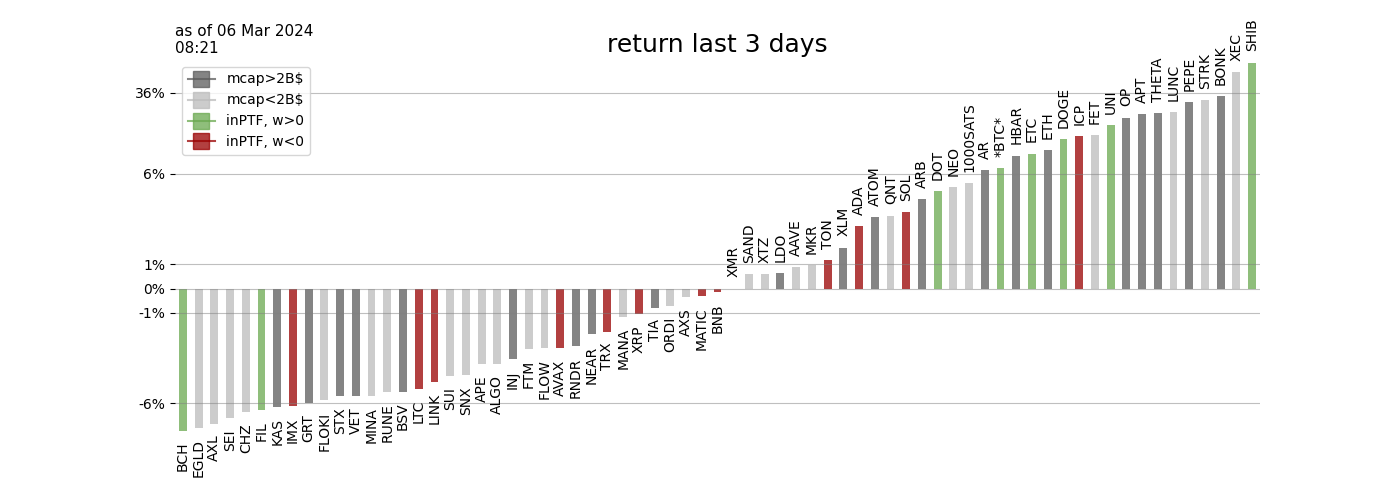 as of 06 Mar 2024
08:21
return last 3 days
mcap>2B$
mcap<2B$
inPTF, w>0
inPTF, w<0
36%
6%
1%
0%
-1%
-6%
BCH
EGLD
AXL
SEI
CHZ
FIL
KAS
IMX
GRT
FLOKI
STX
VET
MINA
RUNE
BSV
LTC
LINK
SUI
SNX
APE
ALGO
INJ
FTM
FLOW
AVAX
RNDR
NEAR
TRX
MANA
XRP
TIA
ORDI
AXS
MATIC
BNB
XMR
SAND
XTZ
LDO
AAVE
MKR
TON
XLM
ADA
ATOM
QNT
SOL
ARB
DOT
NEO
1000SATS
AR
*BTC*
HBAR
ETC
ETH
DOGE
ICP
FET
UNI
OP
APT
THETA
LUNC
PEPE
STRK
BONK
XEC
SHIB